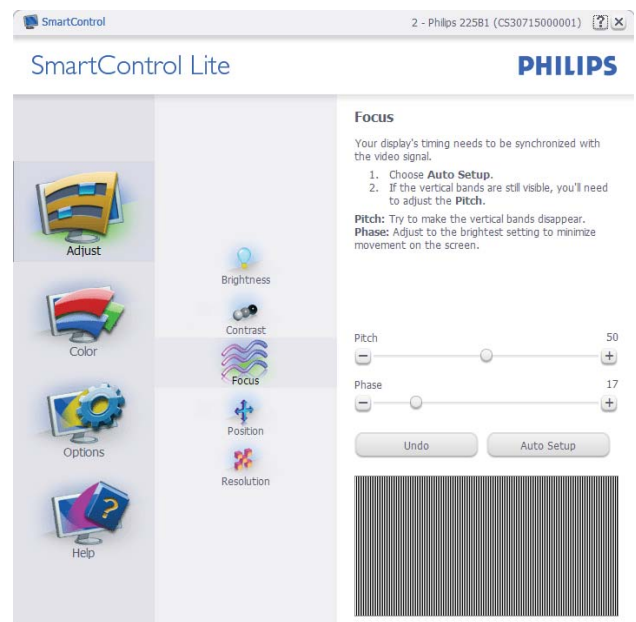 SmartControl
2 - Philips 225B1 (CS30715000001)
?
SmartControl Lite
PHILIPS
Adjust
Color
Options
Help
Brightness
Contrast
Focus
Position
Resolution
Focus
Your display's timing needs to be synchronized with
the video signal.
1. Choose Auto Setup.
2. If the vertical bands are still visible, you'll need
to adjust the Pitch.
Pitch: Try to make the vertical bands disappear.
Phase: Adjust to the brightest setting to minimize
movement on the screen.
Pitch 50
Phase 17
Undo Auto Setup